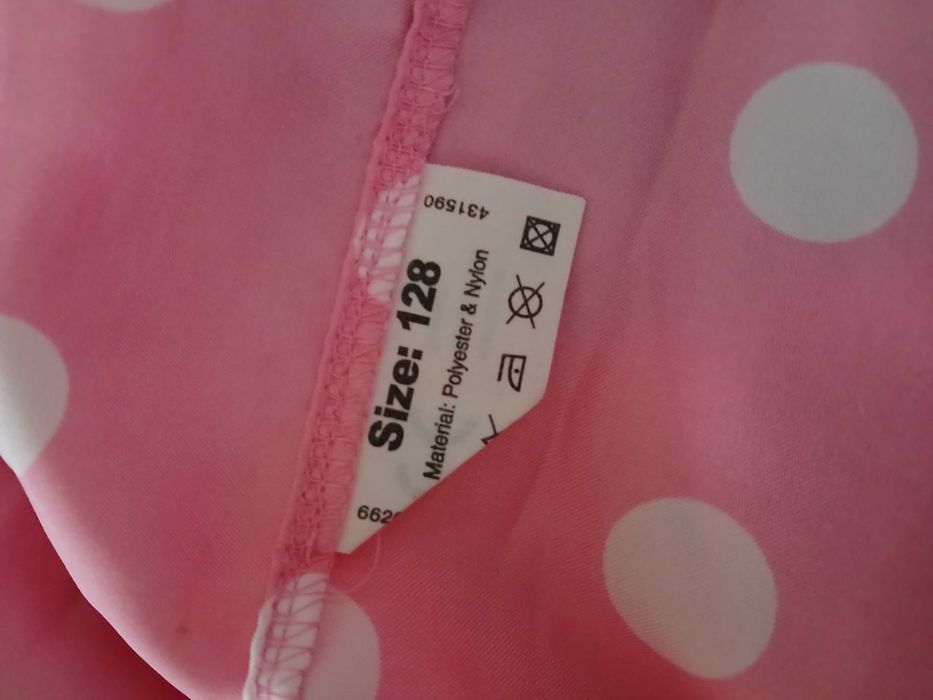 431590
Size: 128
Material: Polyester & Nylon